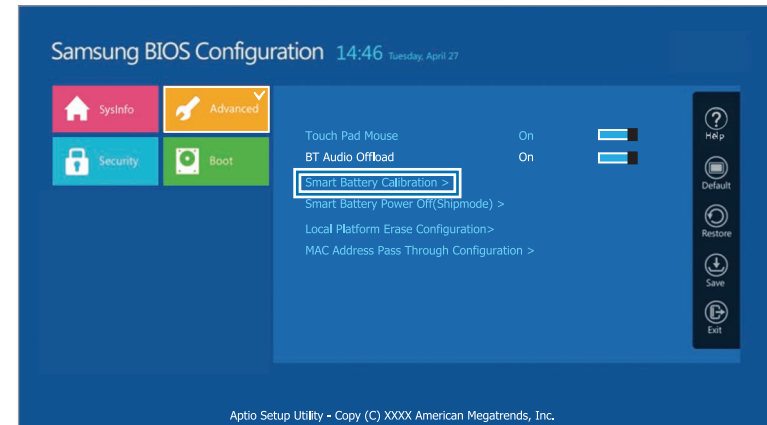 Samsung BIOS Configuration 14:46 Tuesday, April 27
SysInfo
Advanced
Security
Boot
Touch Pad Mouse On
BT Audio Offload On
Smart Battery Calibration >
Smart Battery Power Off(Shipmode) >
Local Platform Erase Configuration>
MAC Address Pass Through Configuration >
Help
Default
Restore
Save
Exit
Aptio Setup Utility - Copy (C) XXXX American Megatrends, Inc.